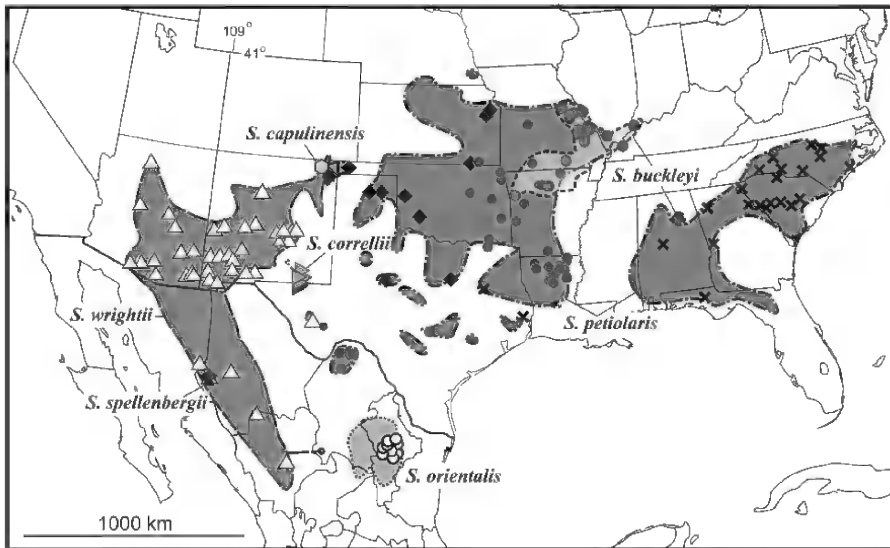 109°
41°
S. capulinensis
S. buckleyi
S. correllii
S. wrightii
S. petiolaris
S. spellenbergii
S. orientalis
1000 km